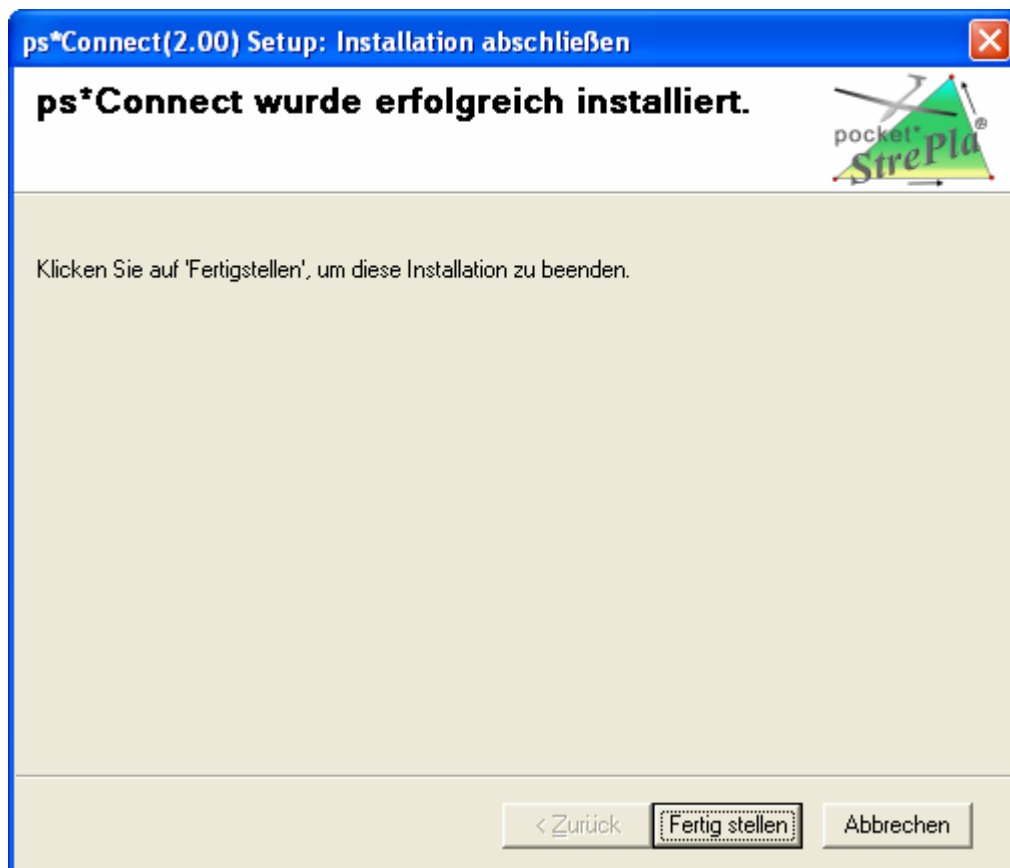 ps*Connect(2.00) Setup: Installation abschließen
ps*Connect wurde erfolgreich installiert.
pocket*
StrePla®
Klicken Sie auf 'Fertigstellen', um diese Installation zu beenden.
< Zurück
Fertig stellen
Abbrechen